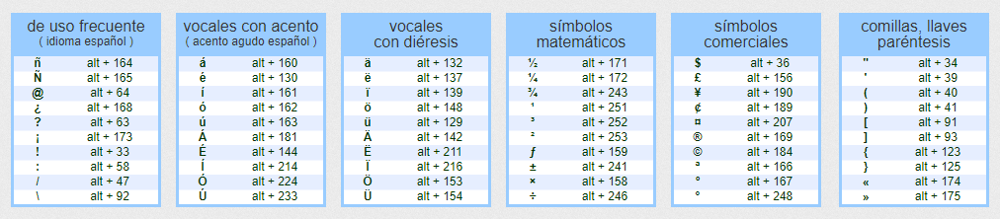 de uso frecuente
( idioma español )
ñ alt + 164
Ñ alt + 165
@ alt + 64
¿ alt + 168
? alt + 63
¡ alt + 173
! alt + 33
: alt + 58
/ alt + 47
\ alt + 92
vocales con acento
( acento agudo español )
á alt + 160
é alt + 130
í alt + 161
ó alt + 162
ú alt + 163
Á alt + 181
É alt + 144
Í alt + 214
Ó alt + 224
Ú alt + 233
vocales
con diéresis
ä alt + 132
ë alt + 137
ï alt + 139
ö alt + 148
ü alt + 129
Ä alt + 142
Ë alt + 211
Ï alt + 216
Ö alt + 153
Ü alt + 154
símbolos
matemáticos
½ alt + 171
¼ alt + 172
¾ alt + 243
¹ alt + 251
³ alt + 252
² alt + 253
ƒ alt + 159
± alt + 241
× alt + 158
÷ alt + 246
símbolos
comerciales
$ alt + 36
£ alt + 156
¥ alt + 190
¢ alt + 189
¤ alt + 207
® alt + 169
© alt + 184
ª alt + 166
º alt + 167
° alt + 248
comillas, llaves
paréntesis
" alt + 34
' alt + 39
( alt + 40
) alt + 41
[ alt + 91
] alt + 93
{ alt + 123
} alt + 125
« alt + 174
» alt + 175